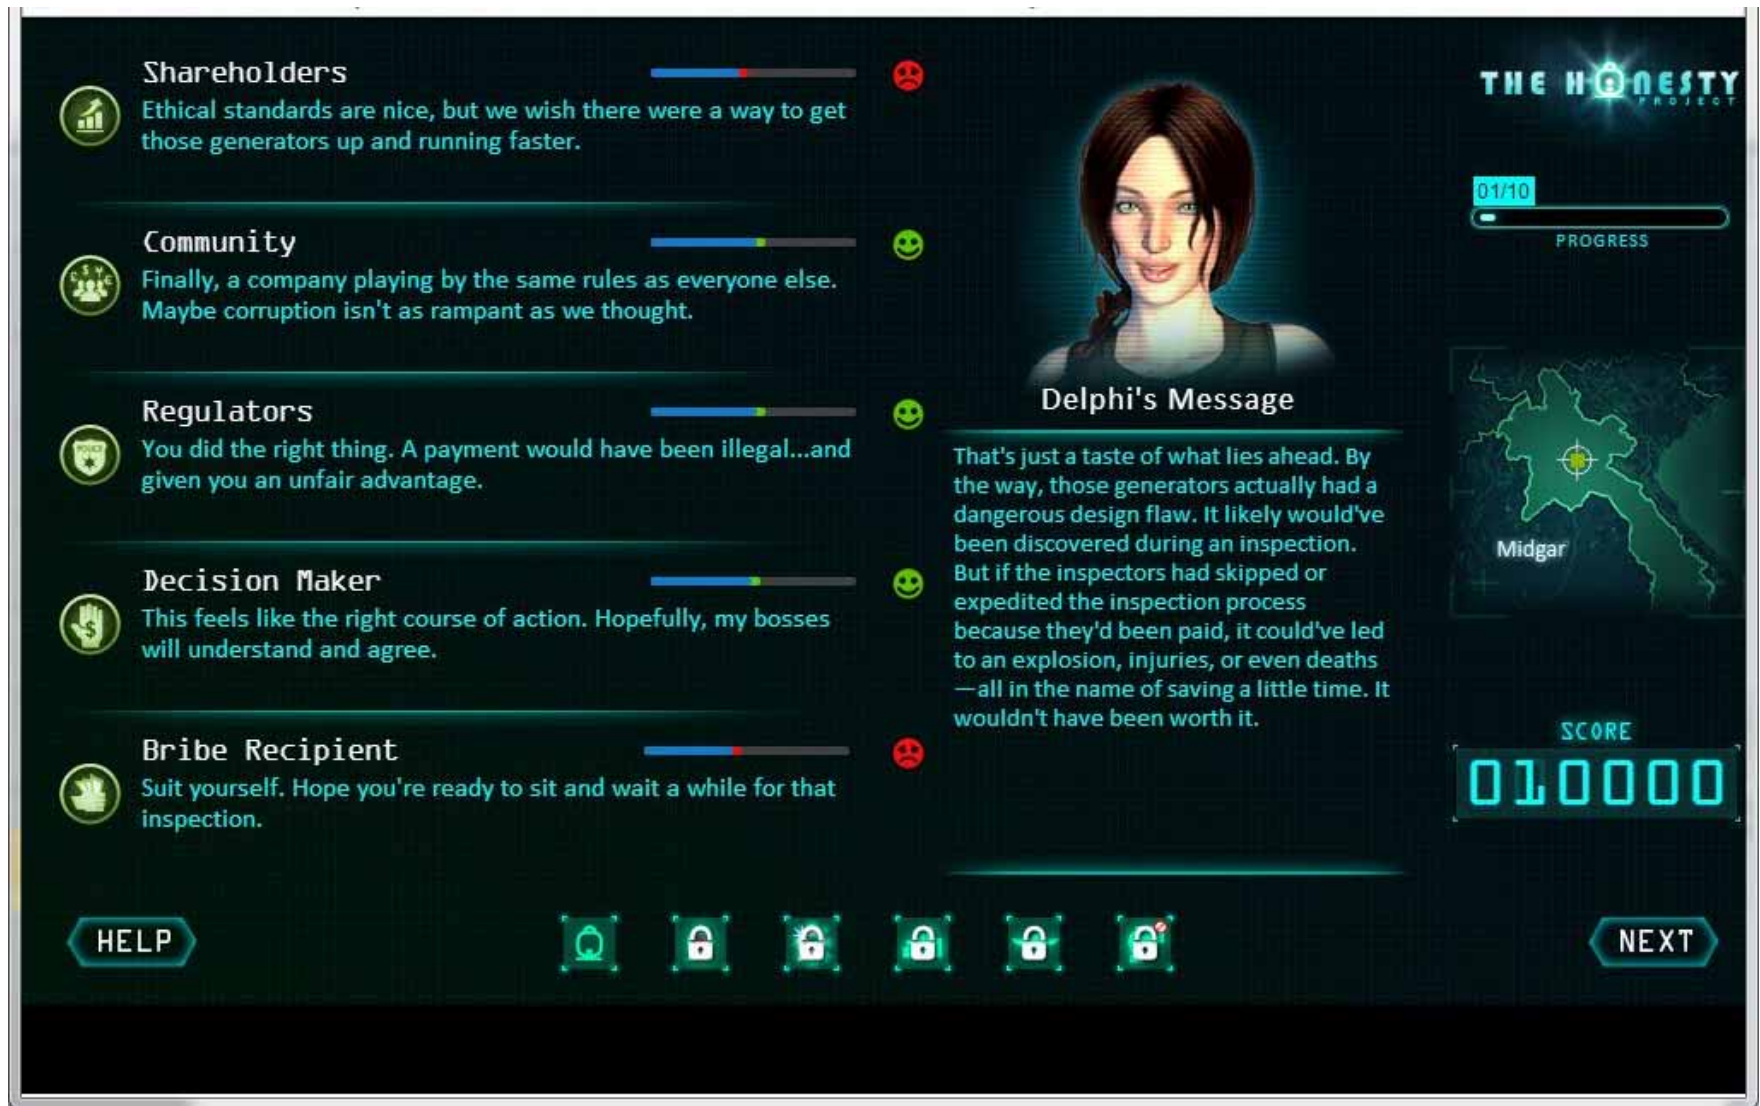 Shareholders
Ethical standards are nice, but we wish there were a way to get
those generators up and running faster.
Community
Finally, a company playing by the same rules as everyone else.
Maybe corruption isn't as rampant as we thought.
Regulators
You did the right thing. A payment would have been illegal...and
given you an unfair advantage.
Decision Maker
This feels like the right course of action. Hopefully, my bosses
will understand and agree.
Bribe Recipient
Suit yourself. Hope you're ready to sit and wait a while for that
inspection.
Delphi's Message
That's just a taste of what lies ahead. By
the way, those generators actually had a
dangerous design flaw. It likely would've
been discovered during an inspection.
But if the inspectors had skipped or
expedited the inspection process
because they'd been paid, it could've led
to an explosion, injuries, or even deaths
—all in the name of saving a little time. It
wouldn't have been worth it.
THE HONESTY
PROJECT
01/10
PROGRESS
Midgar
SCORE
010000
HELP
NEXT